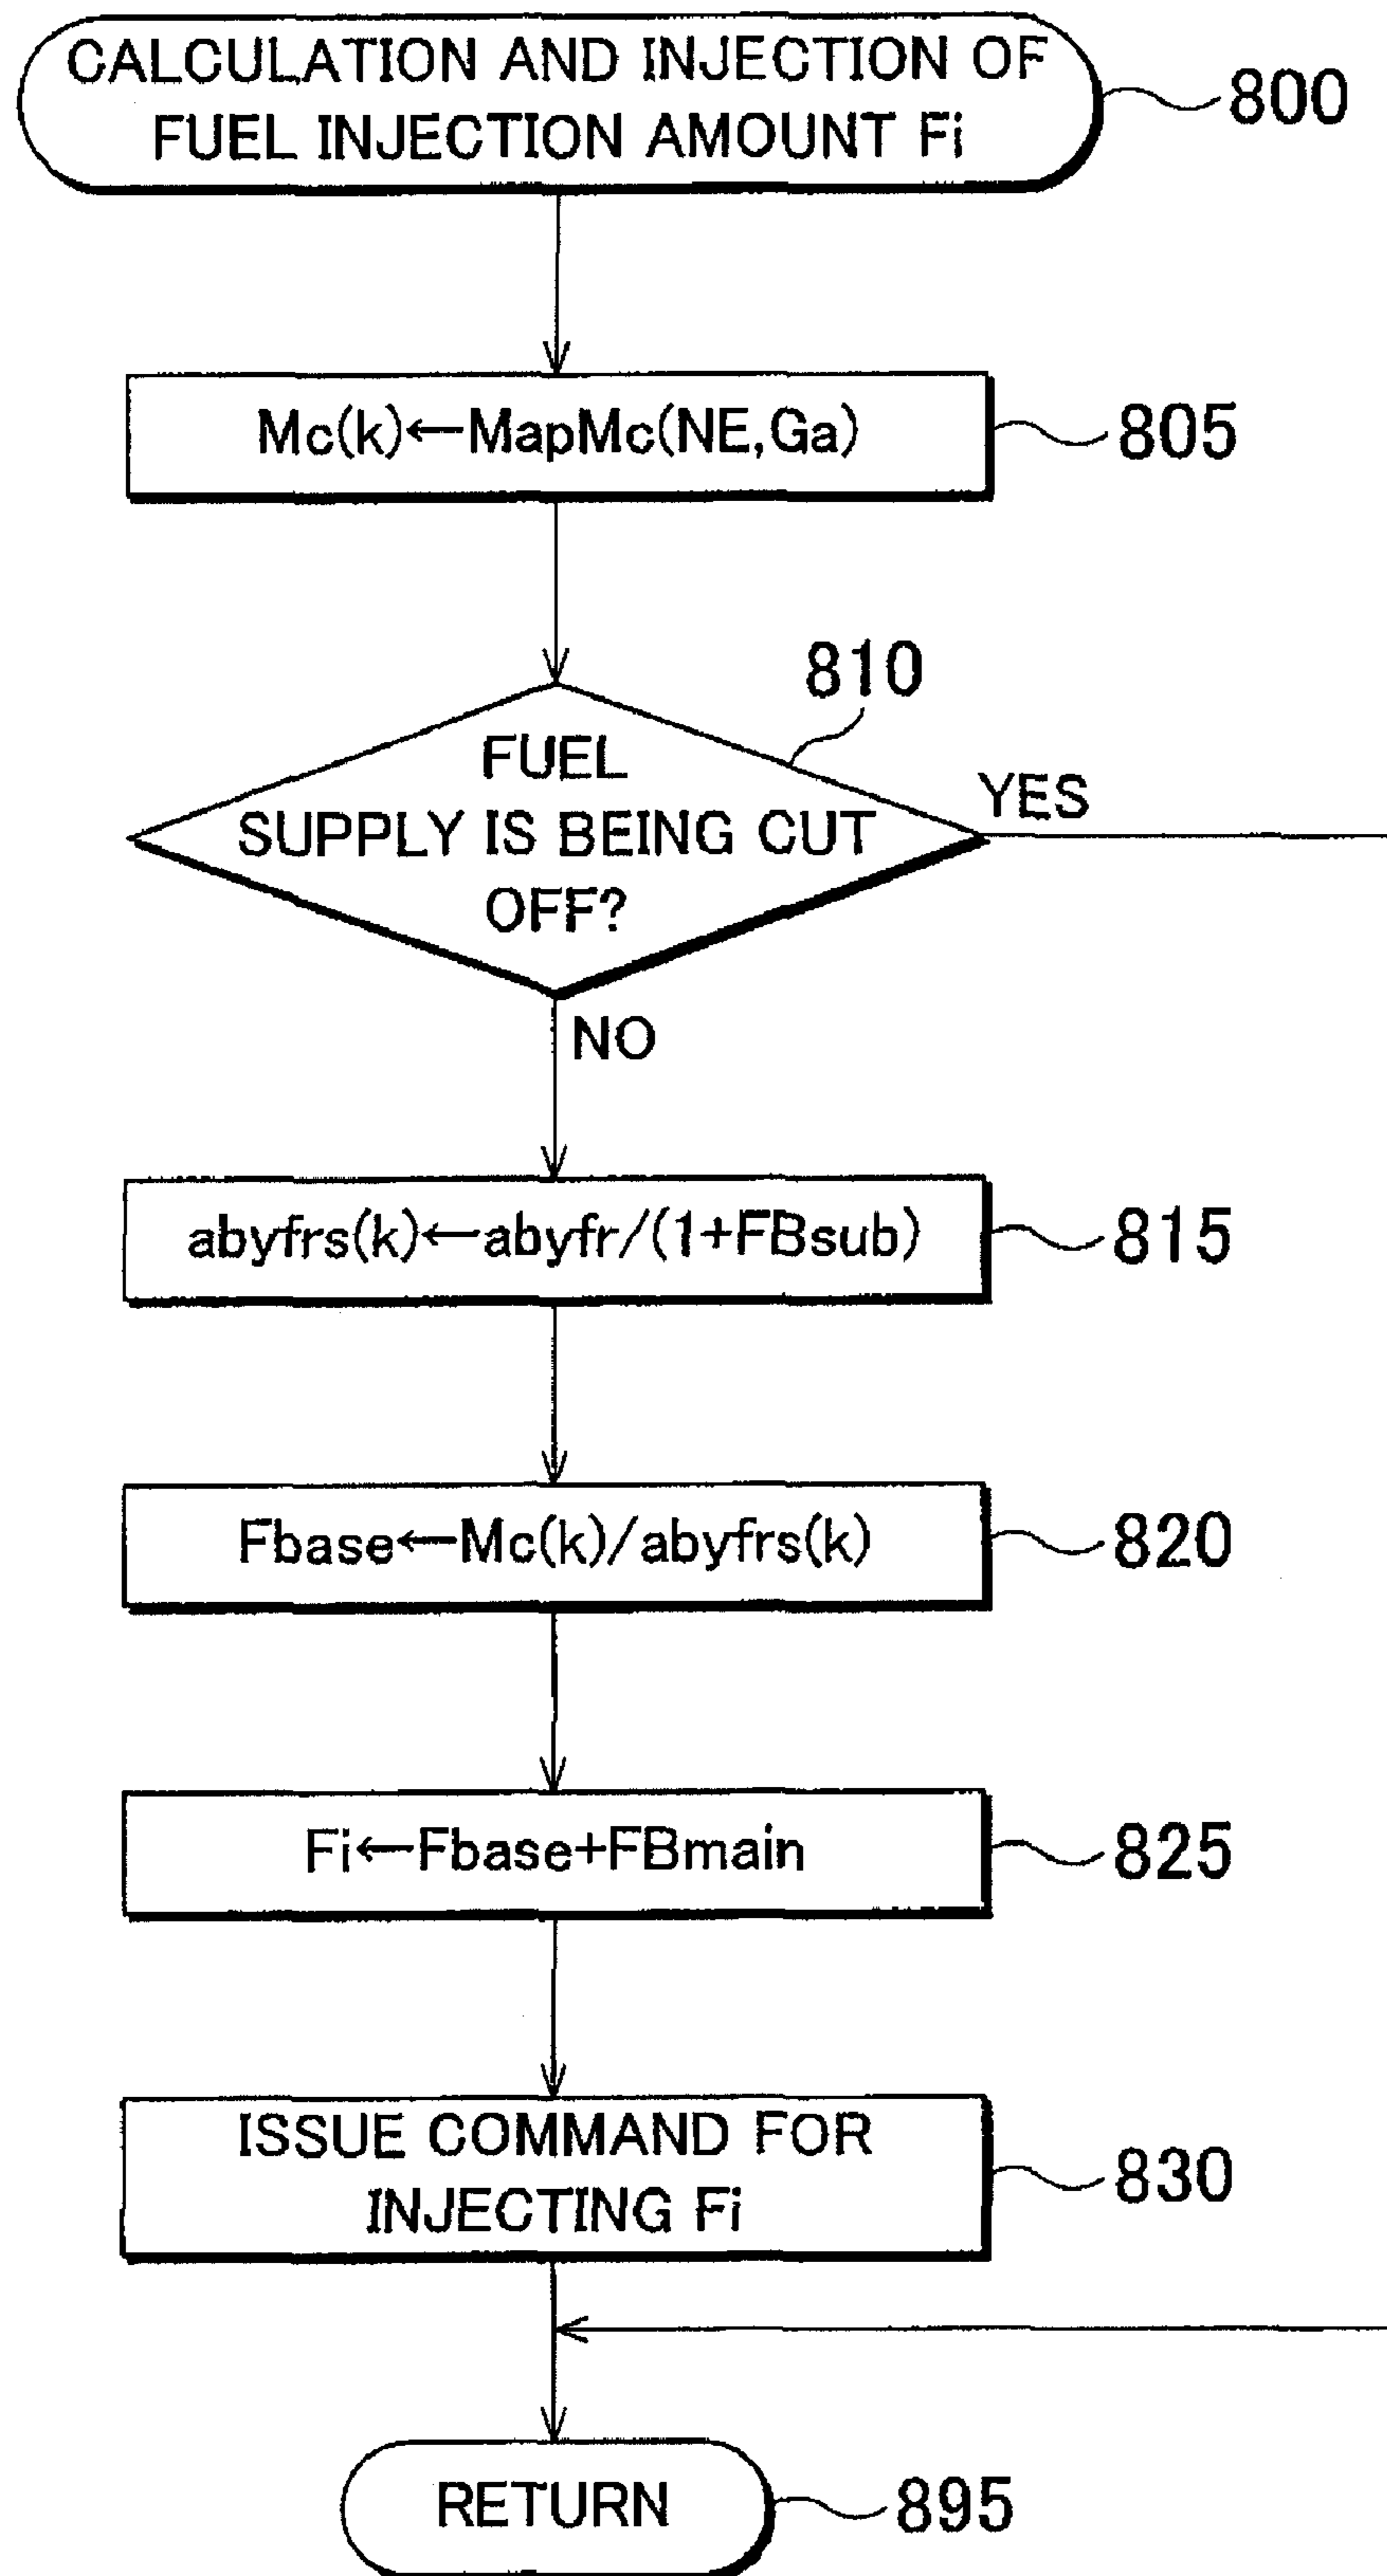 CALCULATION AND INJECTION OF
FUEL INJECTION AMOUNT Fi
800
Mc(k)←MapMc(NE,Ga)
805
810
FUEL
SUPPLY IS BEING CUT
OFF?
YES
NO
abyfrs(k)←abyfr/(1+FBsub)
815
Fbase←Mc(k)/abyfrs(k)
820
Fi←Fbase+FBmain
825
ISSUE COMMAND FOR
INJECTING Fi
830
RETURN
895